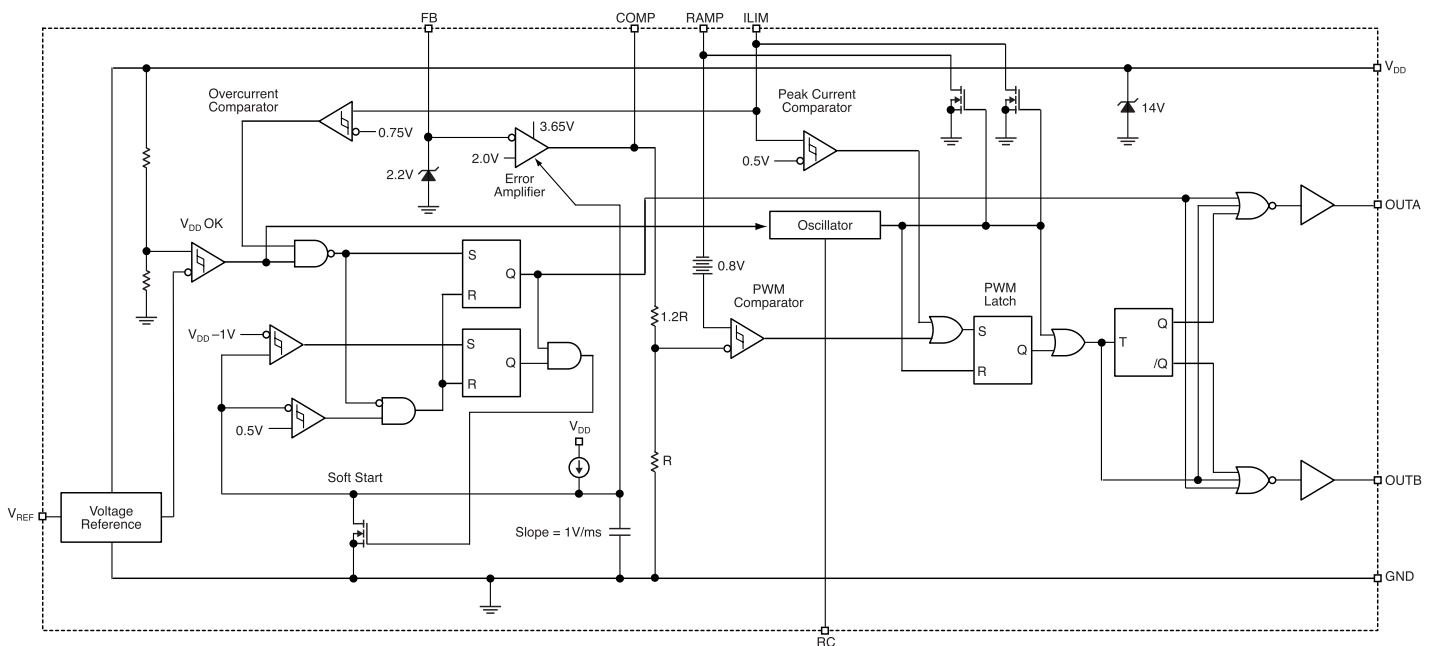 FB
COMP
RAMP
ILIM
VDD
Overcurrent
Comparator
0.75V
3.65V
2.0V
Error
Amplifier
2.2V
Peak Current
Comparator
0.5V
14V
VDD OK
Oscillator
OUTA
S
Q
R
0.8V
PWM
Comparator
1.2R
PWM
Latch
S
Q
R
Q
T
/Q
VDD –1V
S
Q
R
0.5V
VDD
R
Soft Start
OUTB
VREF
Voltage
Reference
Slope = 1V/ms
GND
RC